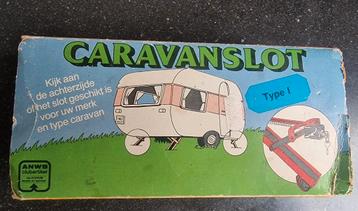 CARAVANSLOT
Kijk aan
de achterzijde
of het slot geschikt is
voor uw merk
en type caravan
Type I
ANWB